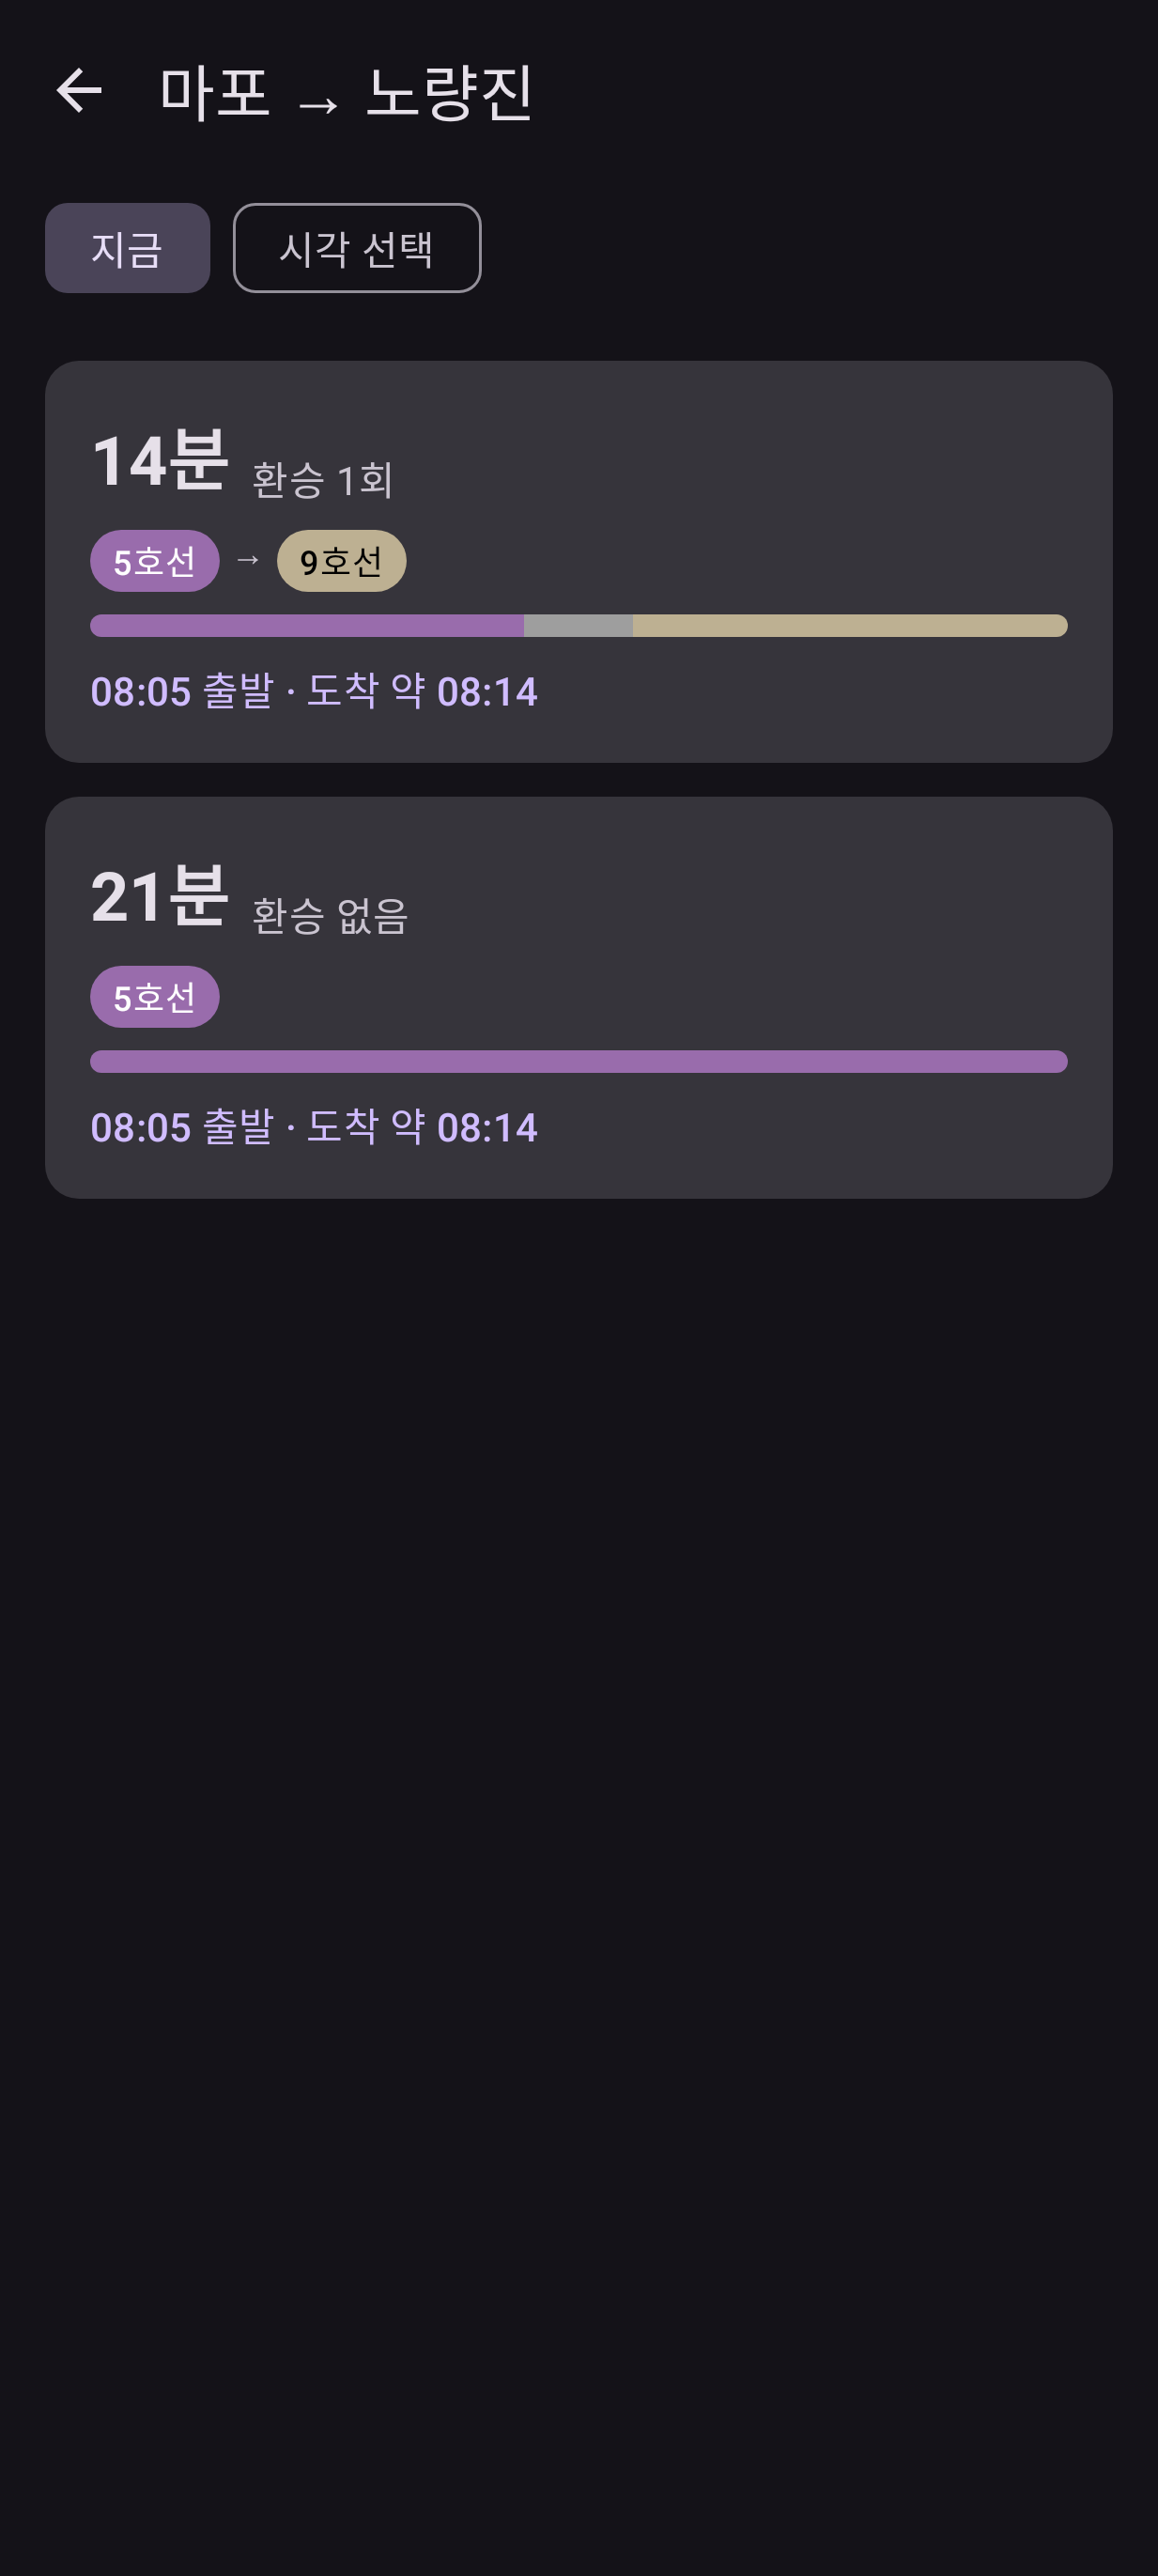 마포 → 노량진
지금 시각 선택
14분 환승 1회
5호선 → 9호선
08:05 출발 · 도착 약 08:14
21분 환승 없음
5호선
08:05 출발 · 도착 약 08:14